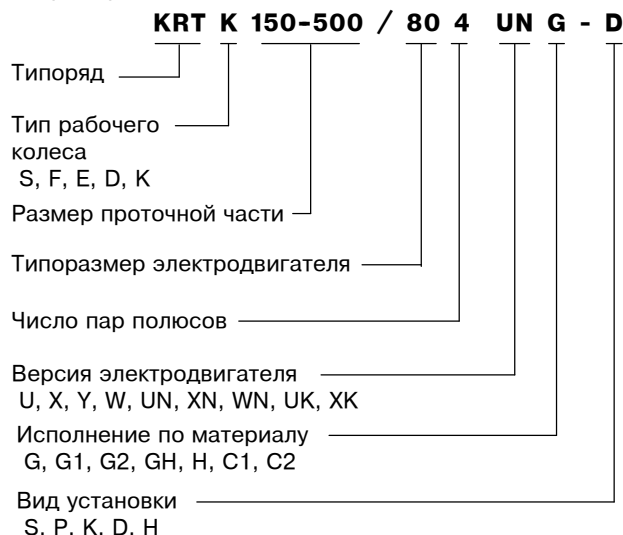 KRT K 150-500 / 80 4 UN G - D
Типоряд
Тип рабочего
колеса
S, F, E, D, K
Размер проточной части
Типоразмер электродвигателя
Число пар полюсов
Версия электродвигателя
U, X, Y, W, UN, XN, WN, UK, XK
Исполнение по материалу
G, G1, G2, GH, H, C1, C2
Вид установки
S, P, K, D, H